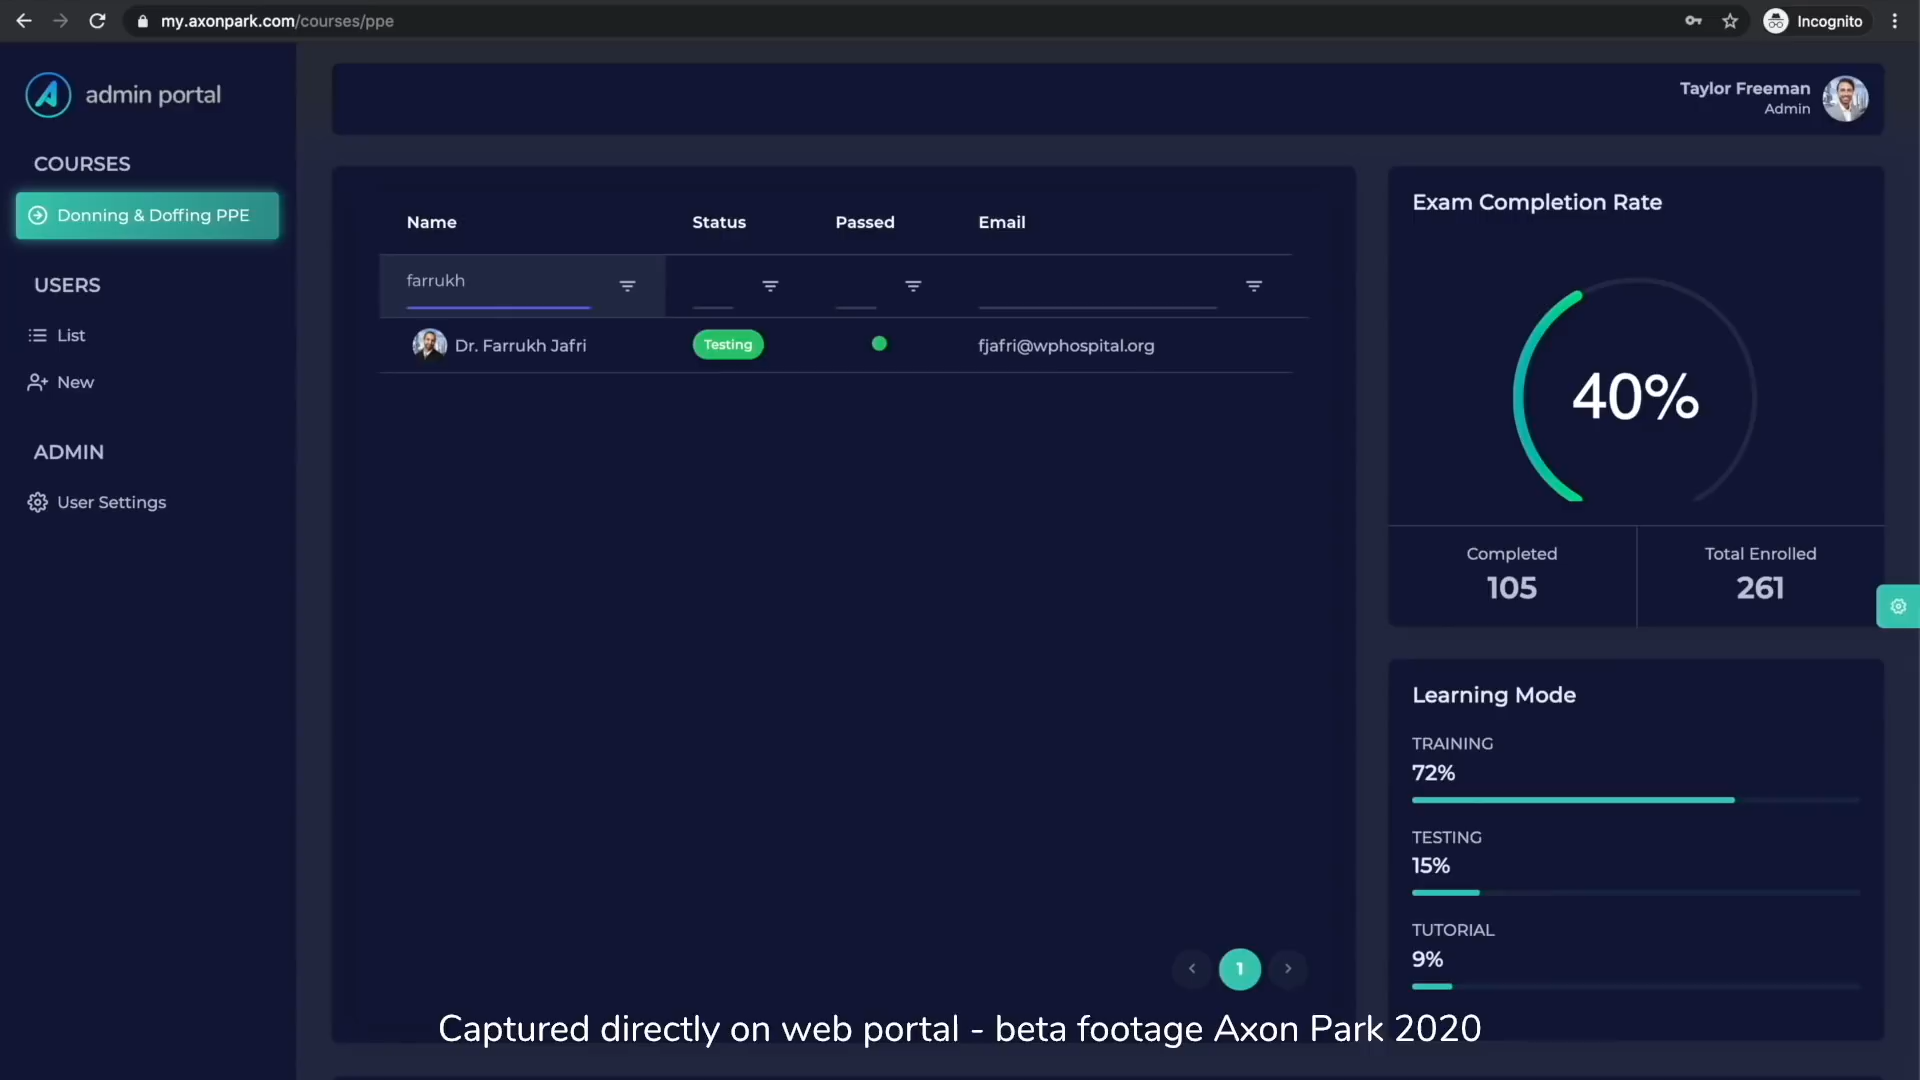 my.axonpark.com/courses/ppe
Incognito
admin portal
Taylor Freeman
Admin
COURSES
Donning & Doffing PPE
USERS
List
New
ADMIN
User Settings
Name Status Passed Email
farrukh
Dr. Farrukh Jafri Testing fjafri@wphospital.org
1
Exam Completion Rate
40%
Completed Total Enrolled
105 261
Learning Mode
TRAINING
72%
TESTING
15%
TUTORIAL
9%
Captured directly on web portal - beta footage Axon Park 2020